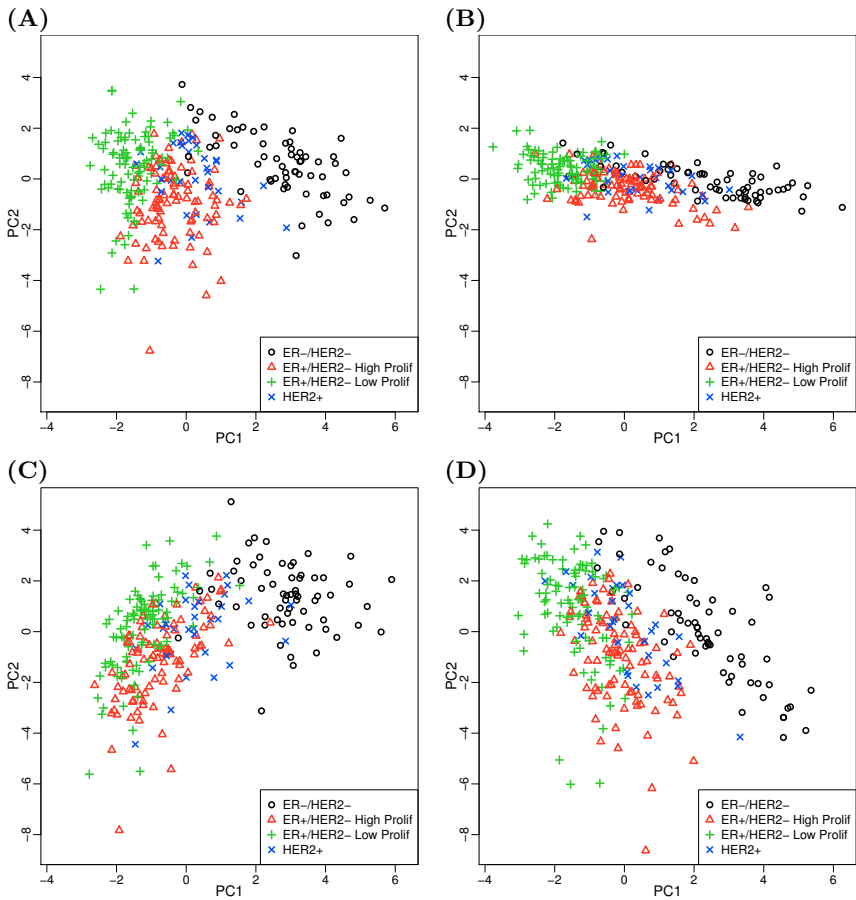 (A)
4
2
0
−2
−4
−6
−8
PC2
−4 −2 0 2 4 6
PC1
ER−/HER2−
ER+/HER2− High Prolif
ER+/HER2− Low Prolif
HER2+
(B)
4
2
0
−2
−4
−6
−8
PC2
−4 −2 0 2 4 6
PC1
ER−/HER2−
ER+/HER2− High Prolif
ER+/HER2− Low Prolif
HER2+
(C)
4
2
0
−2
−4
−6
−8
PC2
−4 −2 0 2 4 6
PC1
ER−/HER2−
ER+/HER2− High Prolif
ER+/HER2− Low Prolif
HER2+
(D)
4
2
0
−2
−4
−6
−8
PC2
−4 −2 0 2 4 6
PC1
ER−/HER2−
ER+/HER2− High Prolif
ER+/HER2− Low Prolif
HER2+